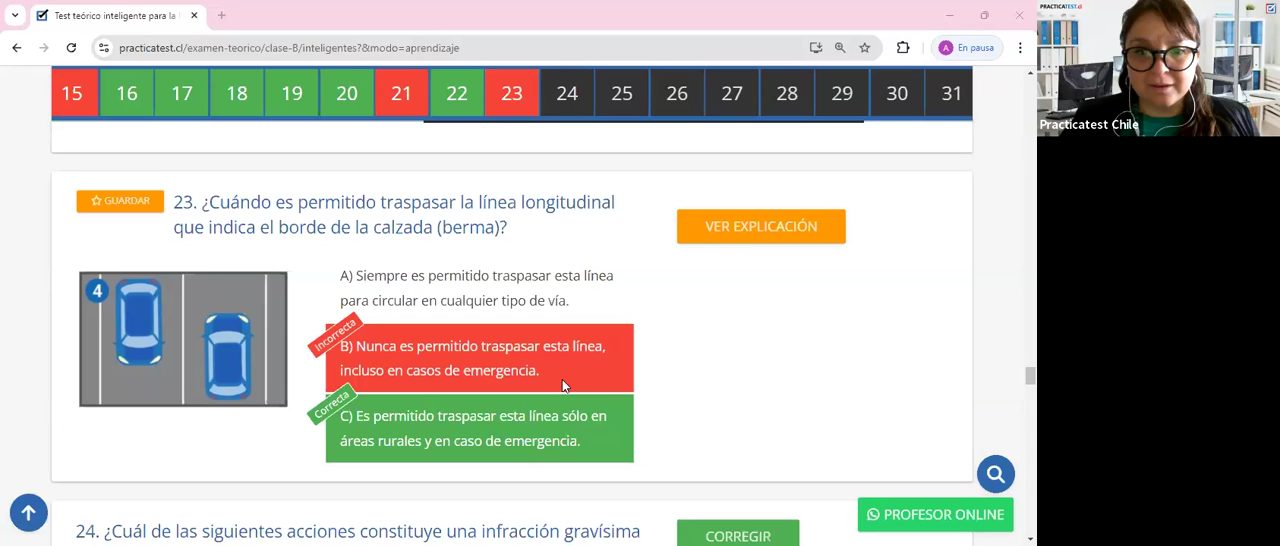 Test teórico inteligente para la
practicatest.cl/examen-teorico/clase-B/inteligentes?&modo=aprendizaje
A
En pausa
PRACTICATEST.cl
Practicatest Chile
15 16 17 18 19 20 21 22 23 24 25 26 27 28 29 30 31
GUARDAR
23. ¿Cuándo es permitido traspasar la línea longitudinal
que indica el borde de la calzada (berma)?
VER EXPLICACIÓN
4
A) Siempre es permitido traspasar esta línea
para circular en cualquier tipo de vía.
Incorrecta
B) Nunca es permitido traspasar esta línea,
incluso en casos de emergencia.
Correcta
C) Es permitido traspasar esta línea sólo en
áreas rurales y en caso de emergencia.
PROFESOR ONLINE
24. ¿Cuál de las siguientes acciones constituye una infracción gravísima
CORREGIR